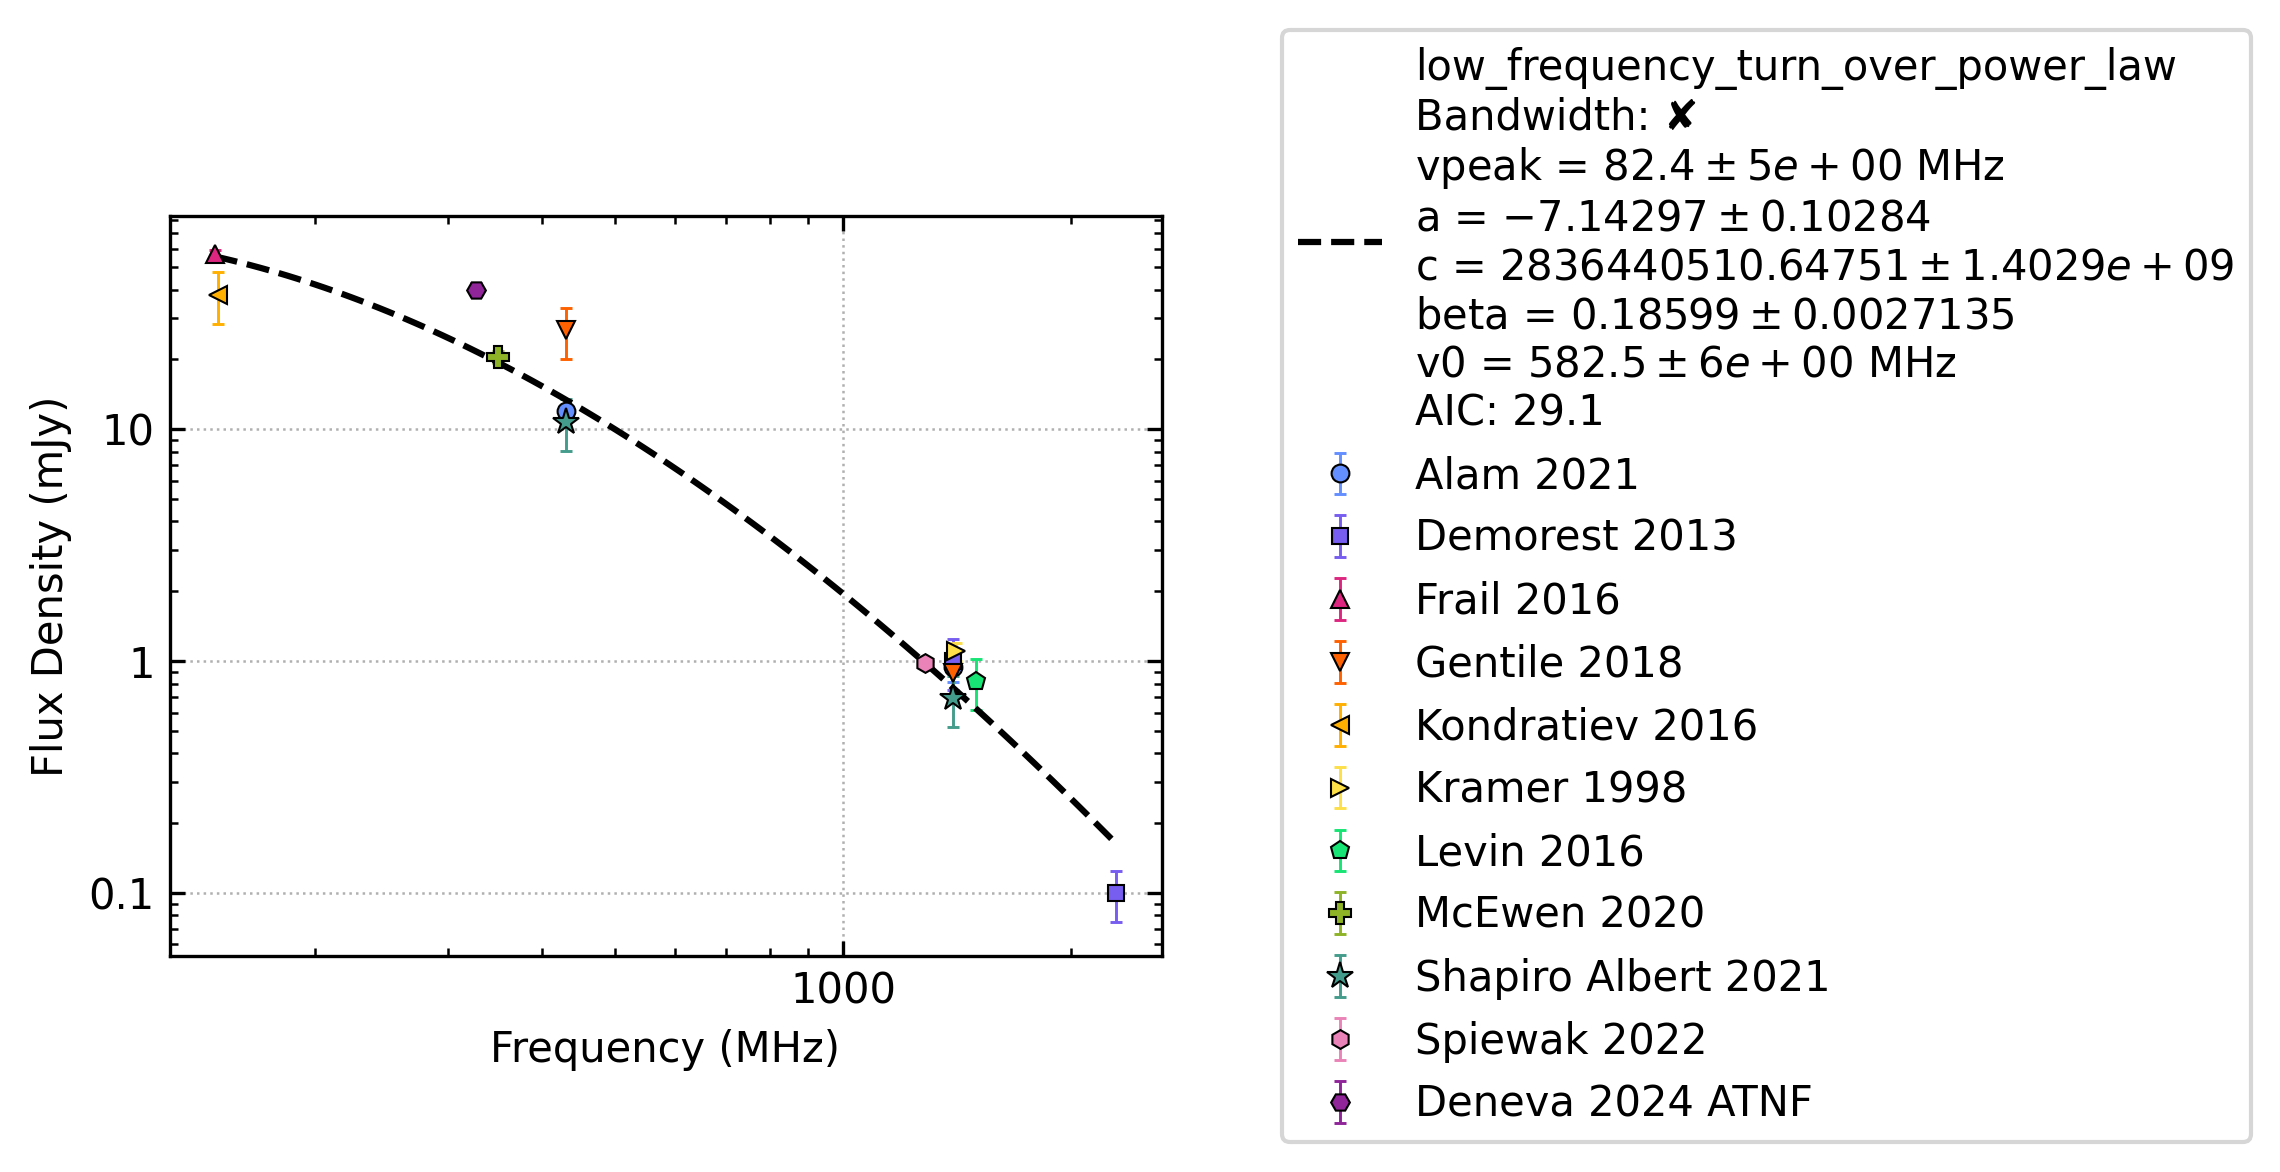 Flux Density (mJy)
10
1
0.1
1000
Frequency (MHz)
low_frequency_turn_over_power_law
Bandwidth: ✘
vpeak = 82.4 ± 5e + 00 MHz
a = −7.14297 ± 0.10284
c = 2836440510.64751 ± 1.4029e + 09
beta = 0.18599 ± 0.0027135
v0 = 582.5 ± 6e + 00 MHz
AIC: 29.1
Alam 2021
Demorest 2013
Frail 2016
Gentile 2018
Kondratiev 2016
Kramer 1998
Levin 2016
McEwen 2020
Shapiro Albert 2021
Spiewak 2022
Deneva 2024 ATNF